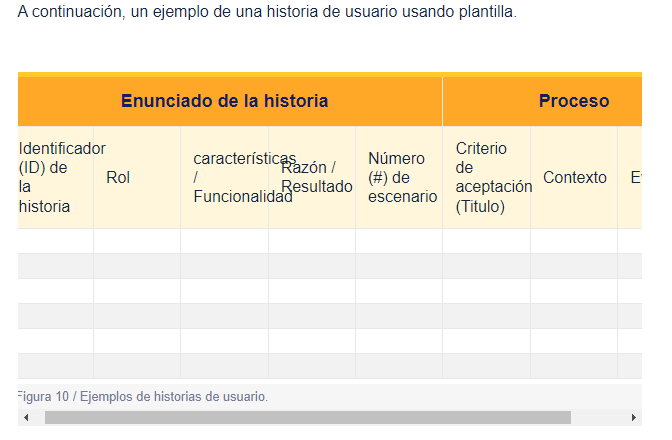 A continuación, un ejemplo de una historia de usuario usando plantilla.
Enunciado de la historia
Proceso
Identificador
(ID) de
la
historia
Rol
características
/
Funcionalidad
Razón /
Resultado
Número
(#) de
escenario
Criterio
de
aceptación
(Titulo)
Contexto
Figura 10 / Ejemplos de historias de usuario.